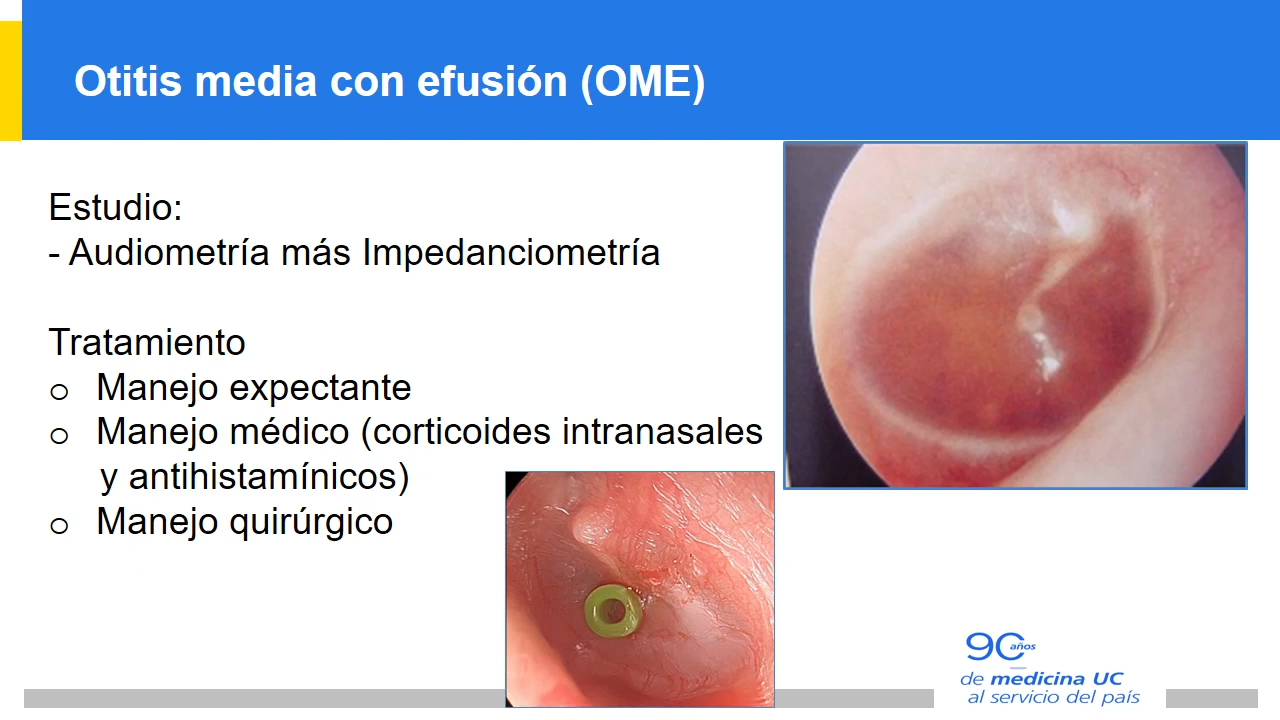 Otitis media con efusión (OME)
Estudio:
- Audiometría más Impedanciometría
Tratamiento
o Manejo expectante
o Manejo médico (corticoides intranasales
y antihistamínicos)
o Manejo quirúrgico
90 años
de medicina UC
al servicio del país